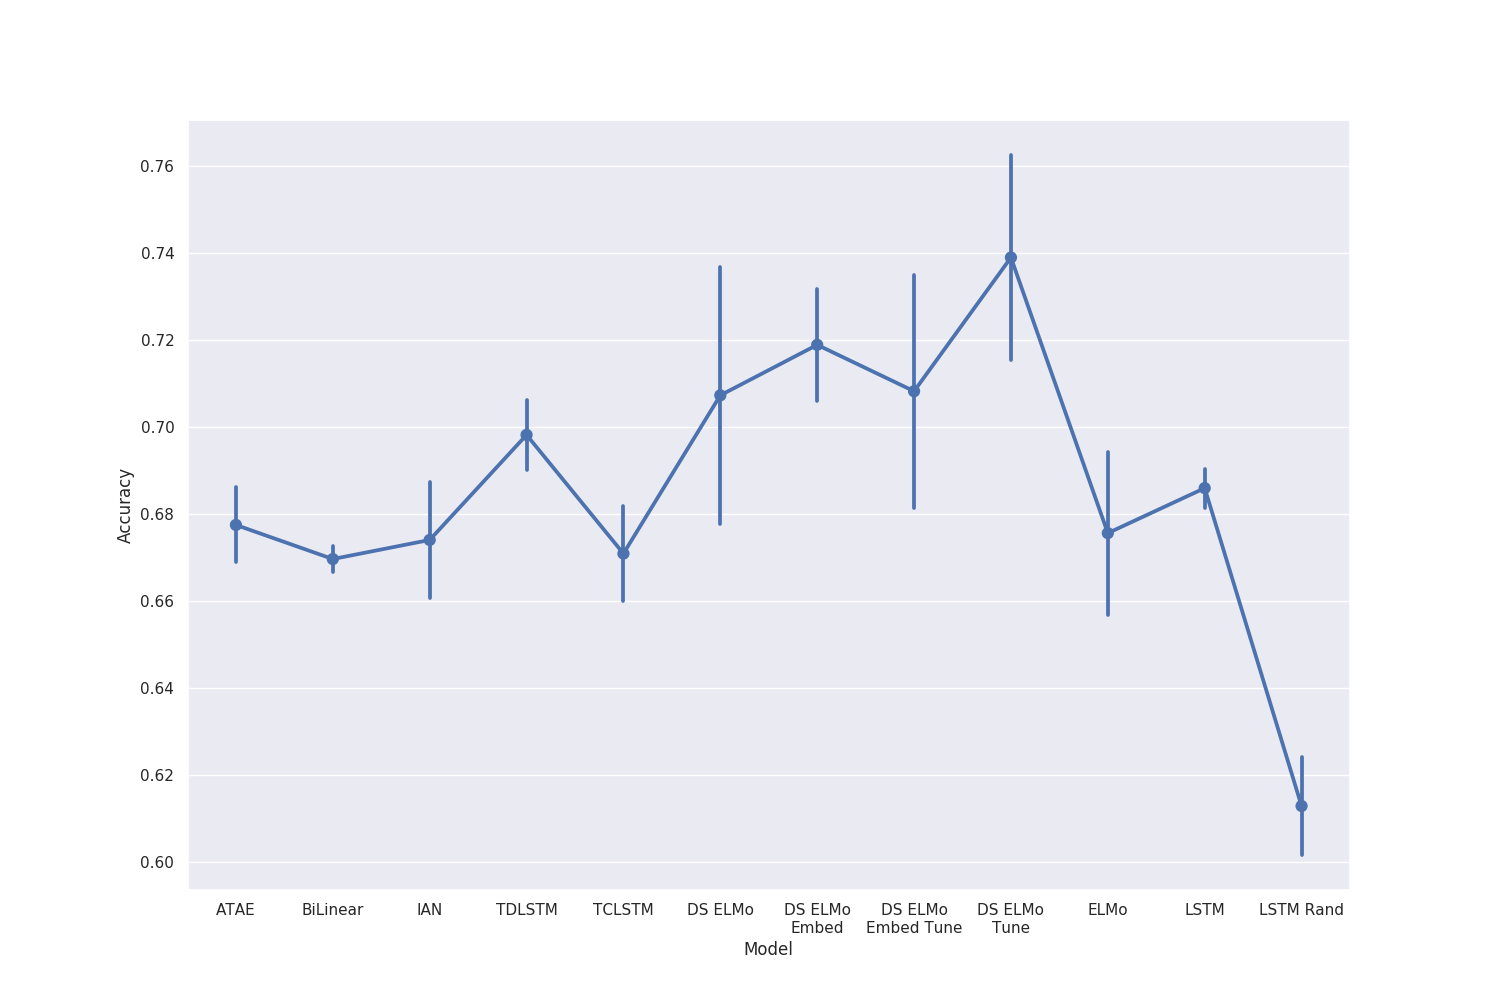 0.76
0.74
0.72
0.70
0.68
0.66
0.64
0.62
0.60
Accuracy
ATAE
BiLinear
IAN
TDLSTM
TCLSTM
DS ELMo
DS ELMo
Embed
DS ELMo
Embed Tune
DS ELMo
Tune
ELMo
LSTM
LSTM Rand
Model